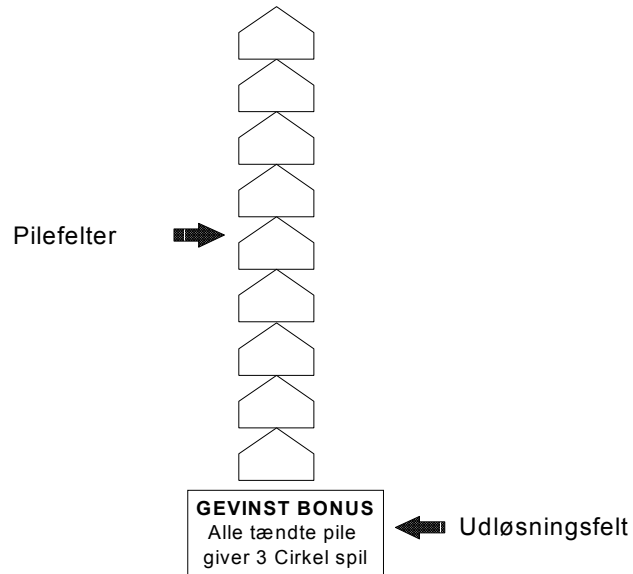 Pilefelter
GEVINST BONUS
Alle tændte pile
giver 3 Cirkel spil
Udløsningsfelt